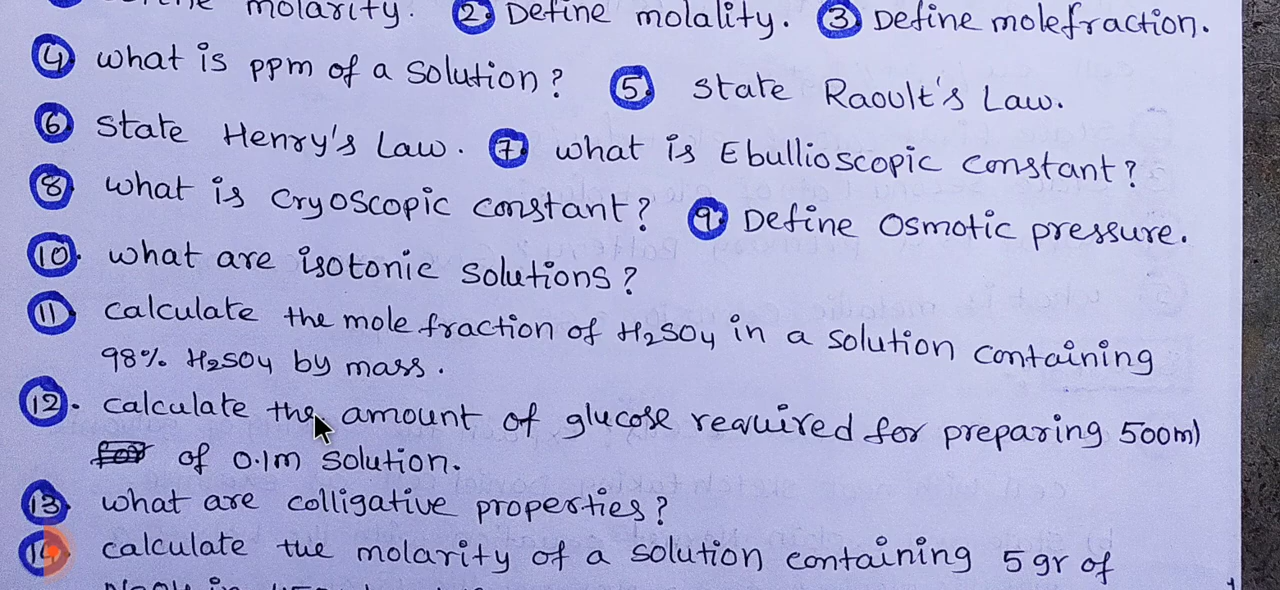 molarity. 2. Define molality. 3. Define molefraction.
4. what is ppm of a solution? 5. State Raoult's Law.
6. State Henry's Law. 7. what is Ebullioscopic constant?
8. what is cryoscopic constant? 9. Define Osmotic pressure.
10. what are isotonic solutions?
11. calculate the mole fraction of H2SO4 in a solution containing
98% H2SO4 by mass.
12. calculate the amount of glucose reauired for preparing 500ml
of 0.1m solution.
13. what are colligative properties?
calculate the molarity of a solution containing 5gr of